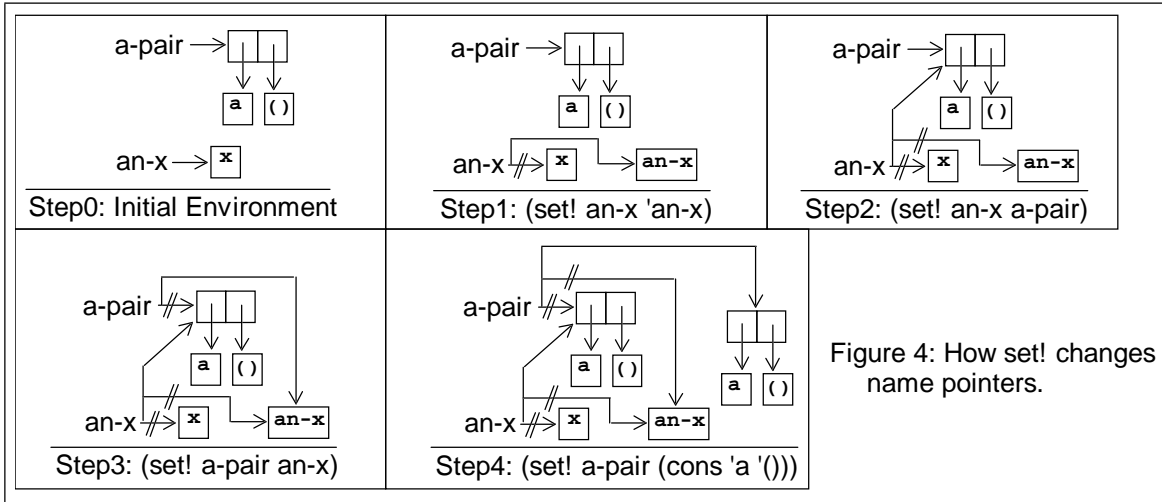 a-pair
a
()
an-x
x
Step0: Initial Environment
a-pair
a
()
an-x
x
an-x
Step1: (set! an-x 'an-x)
a-pair
a
()
an-x
x
an-x
Step2: (set! an-x a-pair)
a-pair
a
()
an-x
x
an-x
Step3: (set! a-pair an-x)
a-pair
a
()
a
()
an-x
x
an-x
Step4: (set! a-pair (cons 'a '()))
Figure 4: How set! changes
name pointers.